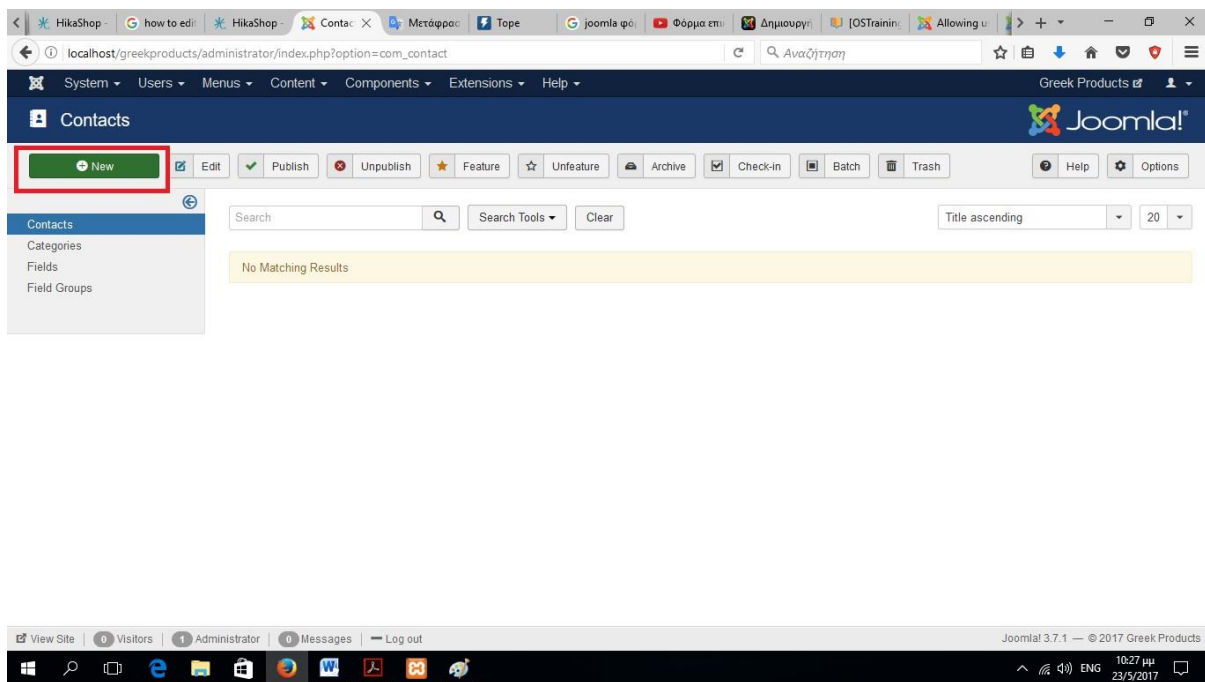 HikaShop - G how to edi HikaShop - Contac Μετάφρασ Tope G joomla φό Φόρμα επι Δημιουργή [OSTraining Allowing u
localhost/greekproducts/administrator/index.php?option=com_contact Αναζήτηση
System Users Menus Content Components Extensions Help Greek Products
Contacts Joomla!®
New Edit Publish Unpublish Feature Unfeature Archive Check-in Batch Trash Help Options
Search Search Tools Clear Title ascending 20
Contacts
Categories
Fields
Field Groups
No Matching Results
View Site 0 Visitors 1 Administrator 0 Messages Log out Joomla! 3.7.1 — © 2017 Greek Products
ENG 10:27 μμ
23/5/2017